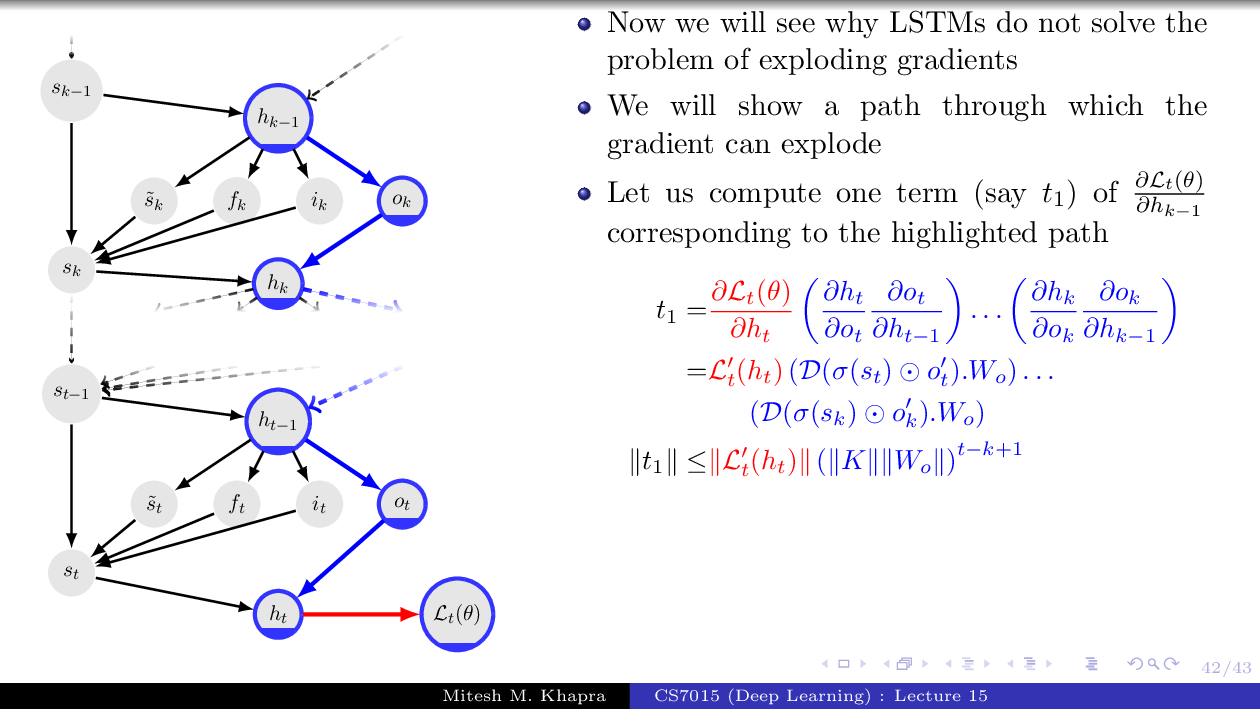 s_{k−1}
h_{k−1}
s̃_k f_k i_k o_k
s_k
h_k
s_{t−1}
h_{t−1}
s̃_t f_t i_t o_t
s_t
h_t ℒ_t(θ)
Now we will see why LSTMs do not solve the
problem of exploding gradients
We will show a path through which the
gradient can explode
Let us compute one term (say t_1) of ∂ℒ_t(θ)/∂h_{k−1}
corresponding to the highlighted path
t_1 = ∂ℒ_t(θ)/∂h_t (∂h_t/∂o_t ∂o_t/∂h_{t−1}) … (∂h_k/∂o_k ∂o_k/∂h_{k−1})
=ℒ′_t(h_t) (𝒟(σ(s_t) ⊙ o′_t).W_o) …
(𝒟(σ(s_k) ⊙ o′_k).W_o)
‖t_1‖ ≤‖ℒ′_t(h_t)‖ (‖K‖‖W_o‖)^{t−k+1}
42/43
Mitesh M. Khapra CS7015 (Deep Learning) : Lecture 15